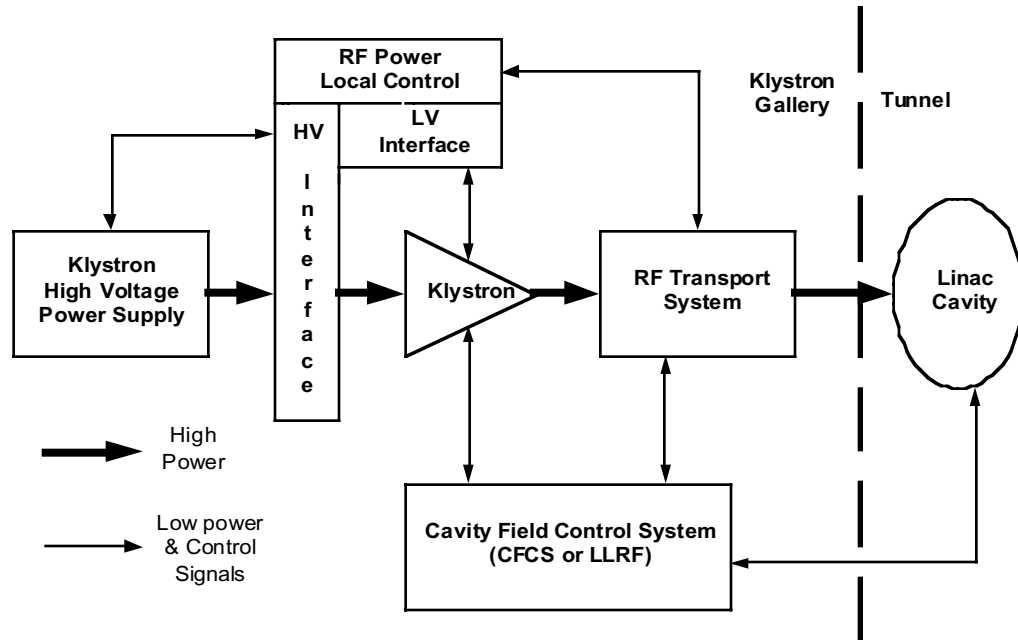 RF Power
Local Control
HV
LV
Interface
I
n
t
e
r
f
a
c
e
Klystron
Gallery
Tunnel
Klystron
High Voltage
Power Supply
Klystron
RF Transport
System
Linac
Cavity
High
Power
Low power
& Control
Signals
Cavity Field Control System
(CFCS or LLRF)